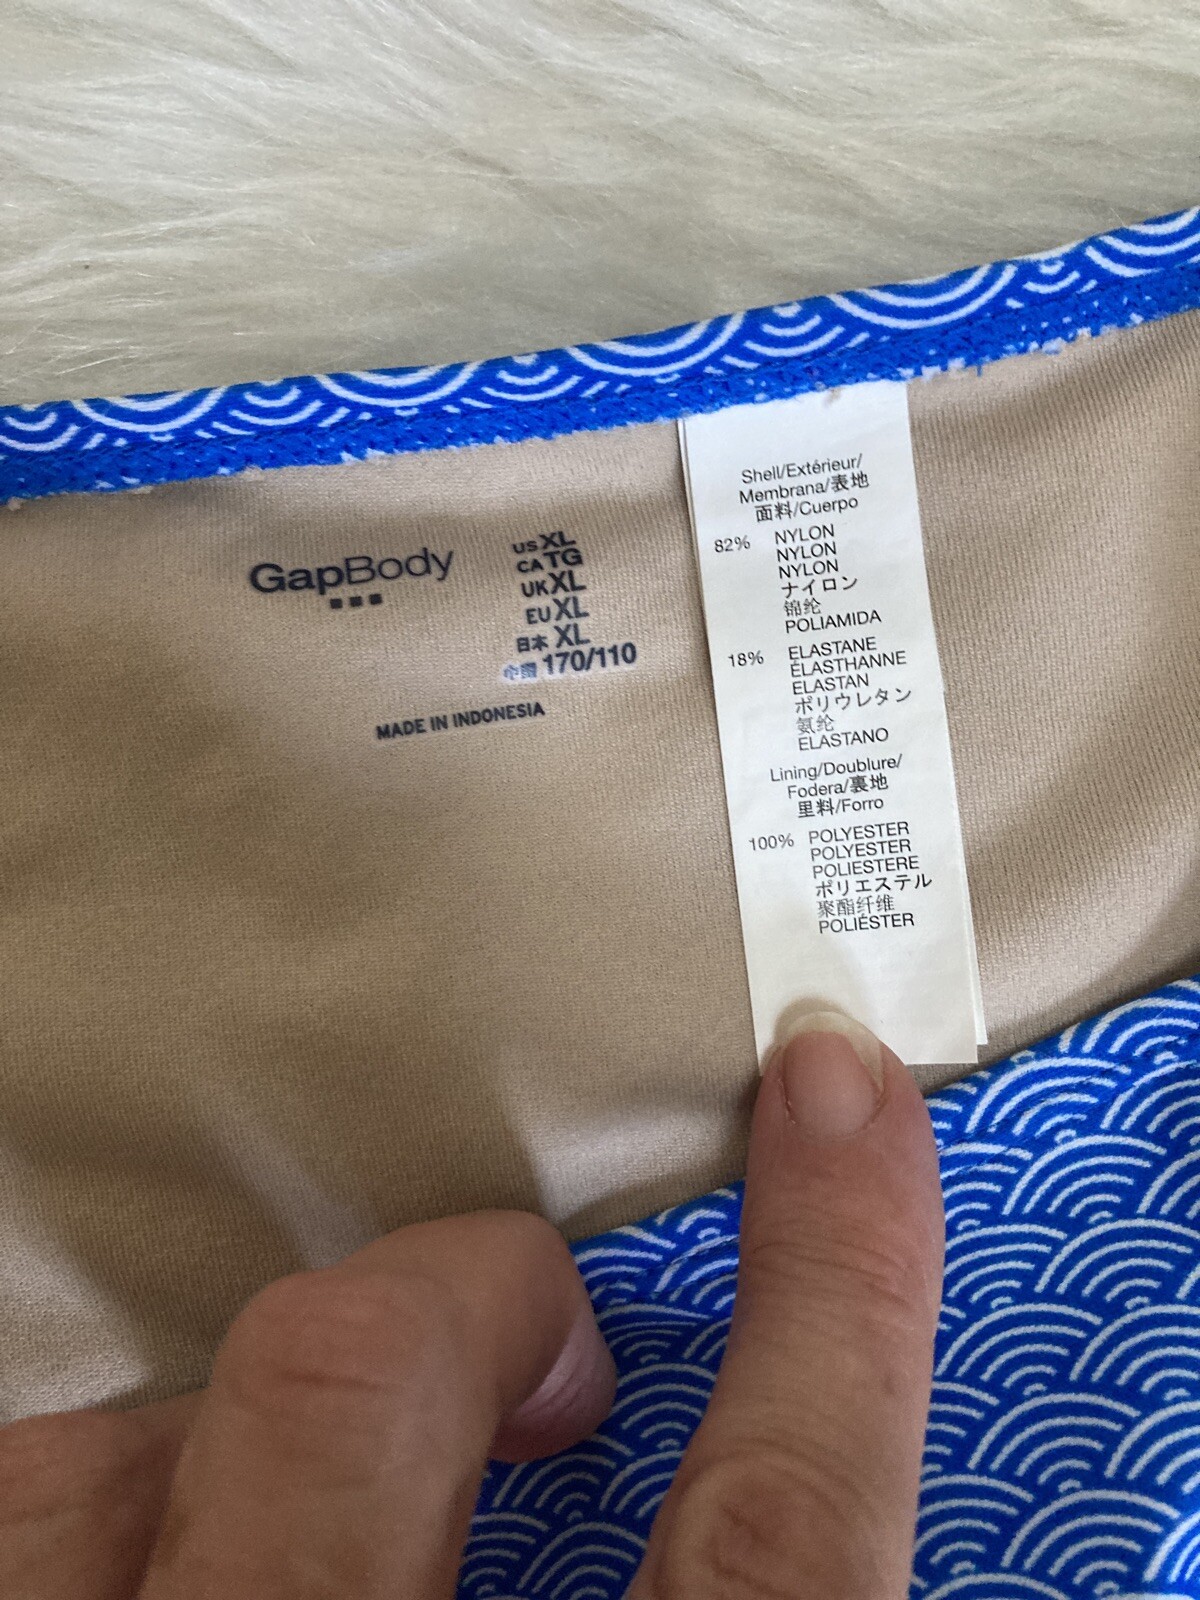 GapBody
US XL
CA TG
UK XL
EU XL
日本 XL
中國 170/110
MADE IN INDONESIA
Shell/Extérieur/
Membrana/表地
面料/Cuerpo
82% NYLON
NYLON
NYLON
ナイロン
锦纶
POLIAMIDA
18% ELASTANE
ÉLASTHANNE
ELASTAN
ポリウレタン
氨纶
ELASTANO
Lining/Doublure/
Fodera/裏地
里料/Forro
100% POLYESTER
POLYESTER
POLIESTERE
ポリエステル
聚酯纤维
POLIÉSTER